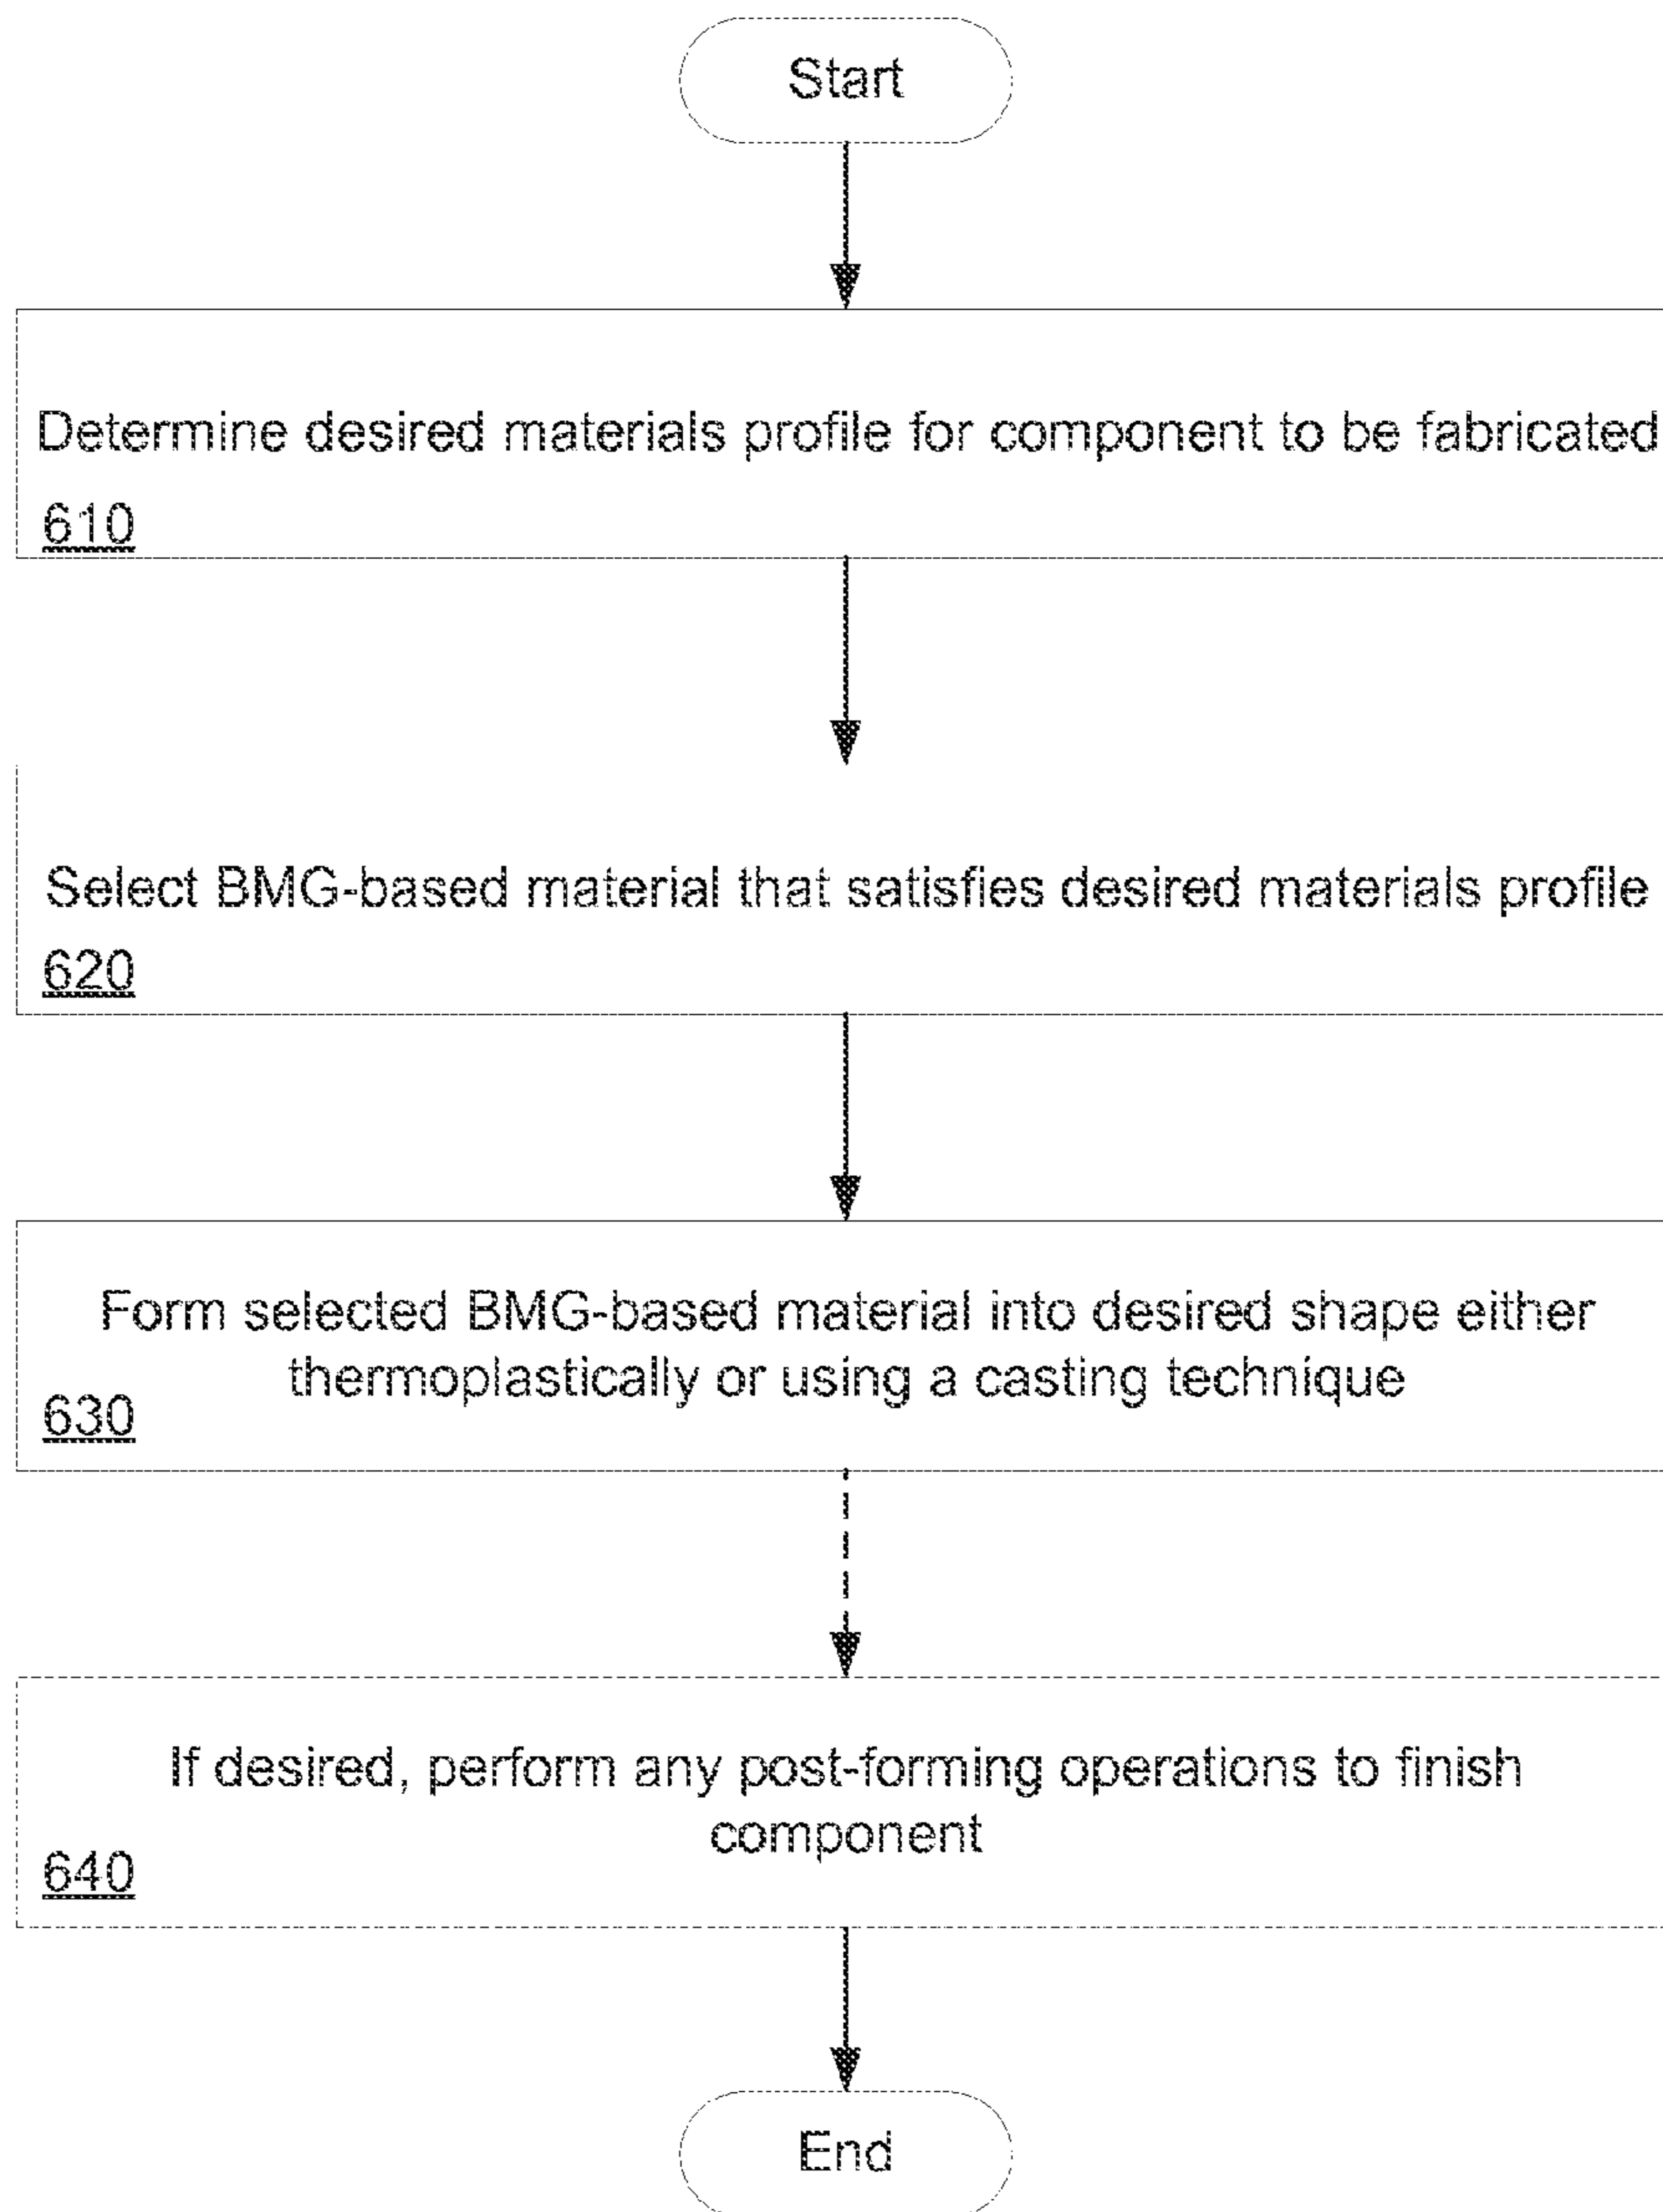 Start
Determine desired materials profile for component to be fabricated
610
Select BMG-based material that satisfies desired materials profile
620
Form selected BMG-based material into desired shape either
thermoplastically or using a casting technique
630
If desired, perform any post-forming operations to finish
component
640
End